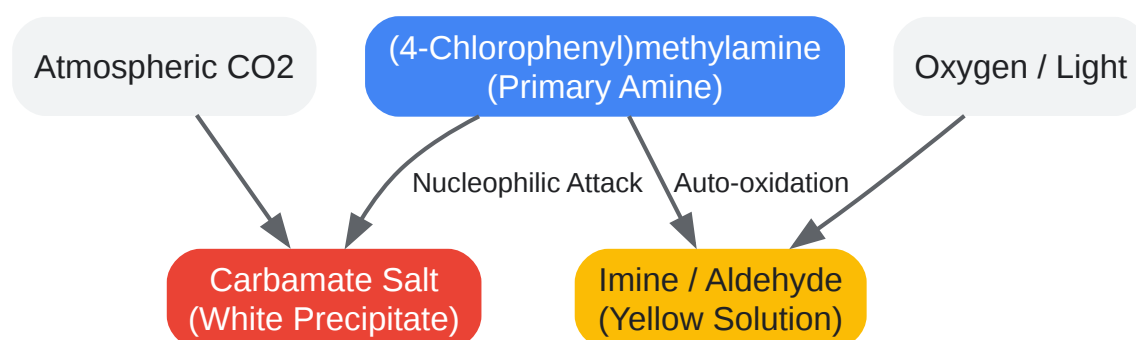 Atmospheric CO2
(4-Chlorophenyl)methylamine
(Primary Amine)
Oxygen / Light
Nucleophilic Attack
Auto-oxidation
Carbamate Salt
(White Precipitate)
Imine / Aldehyde
(Yellow Solution)